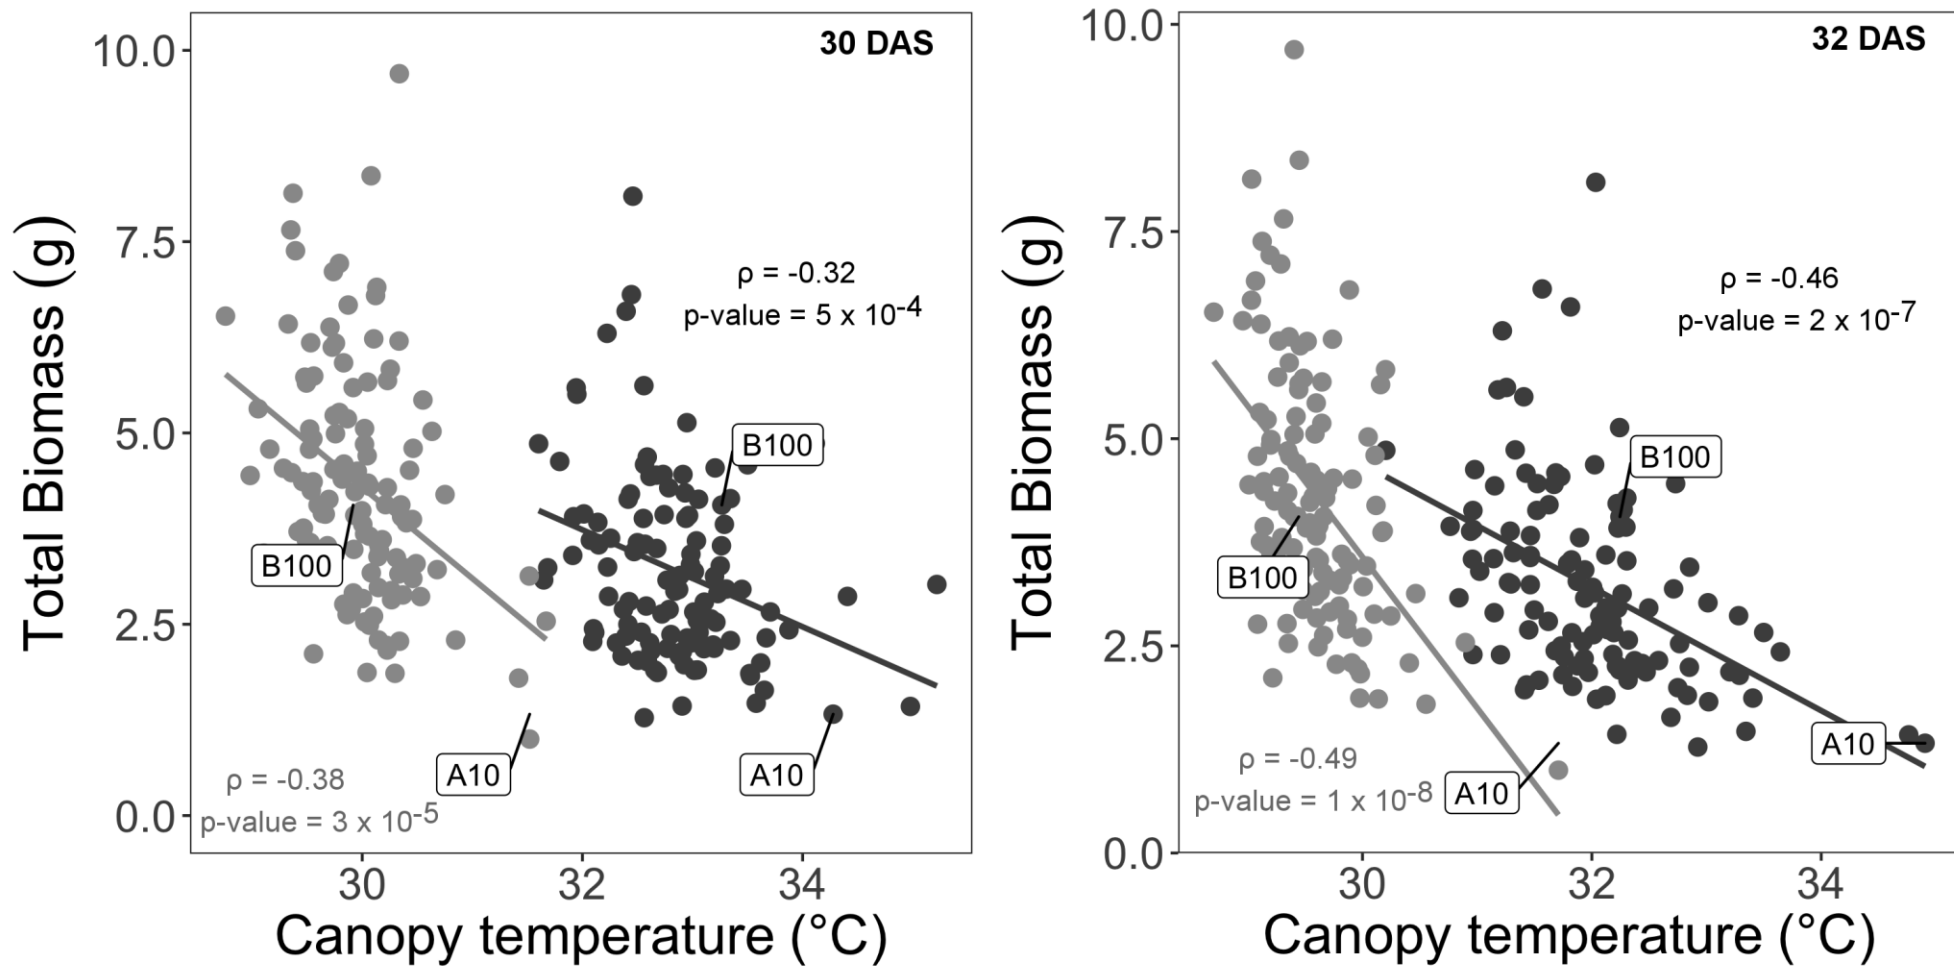 30 DAS
10.0
7.5
5.0
2.5
0.0
Total Biomass (g)
ρ = -0.32
p-value = 5 x 10-4
B100
B100
A10
A10
ρ = -0.38
p-value = 3 x 10-5
30
32
34
Canopy temperature (°C)
32 DAS
10.0
7.5
5.0
2.5
0.0
Total Biomass (g)
ρ = -0.46
p-value = 2 x 10-7
B100
B100
A10
A10
ρ = -0.49
p-value = 1 x 10-8
30
32
34
Canopy temperature (°C)